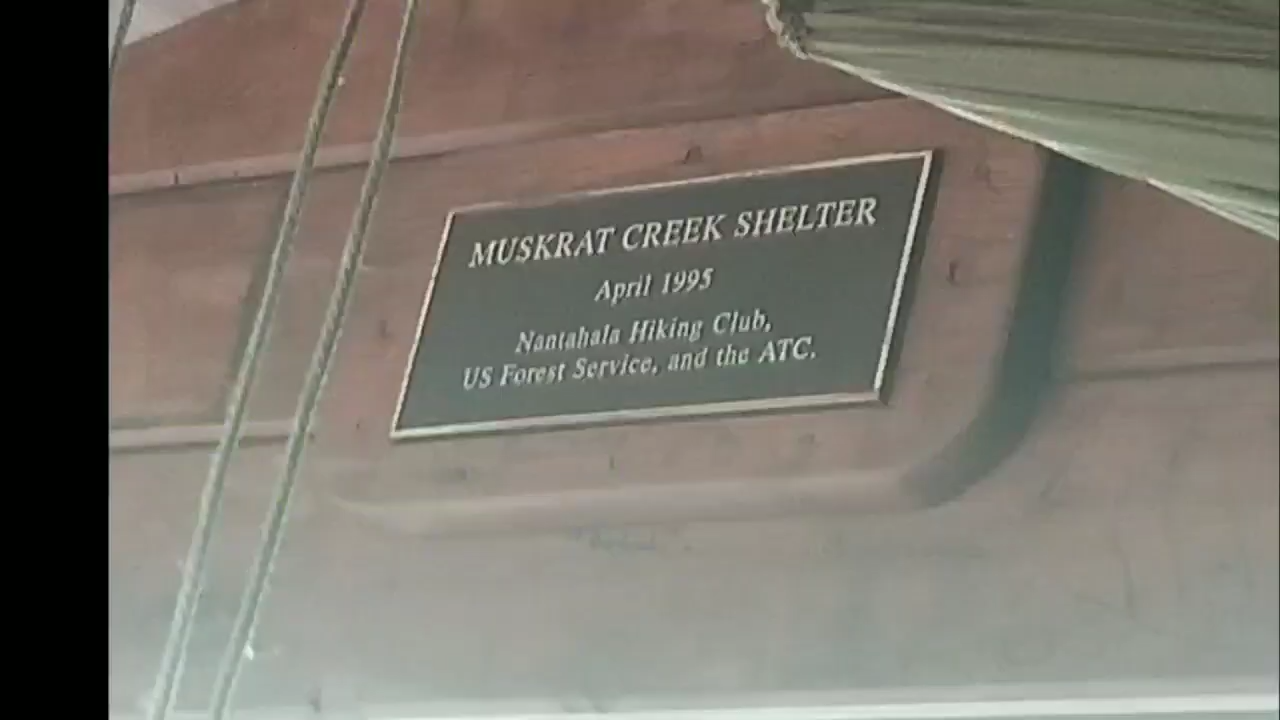 MUSKRAT CREEK SHELTER
April 1995
Nantahala Hiking Club,
US Forest Service, and the ATC.